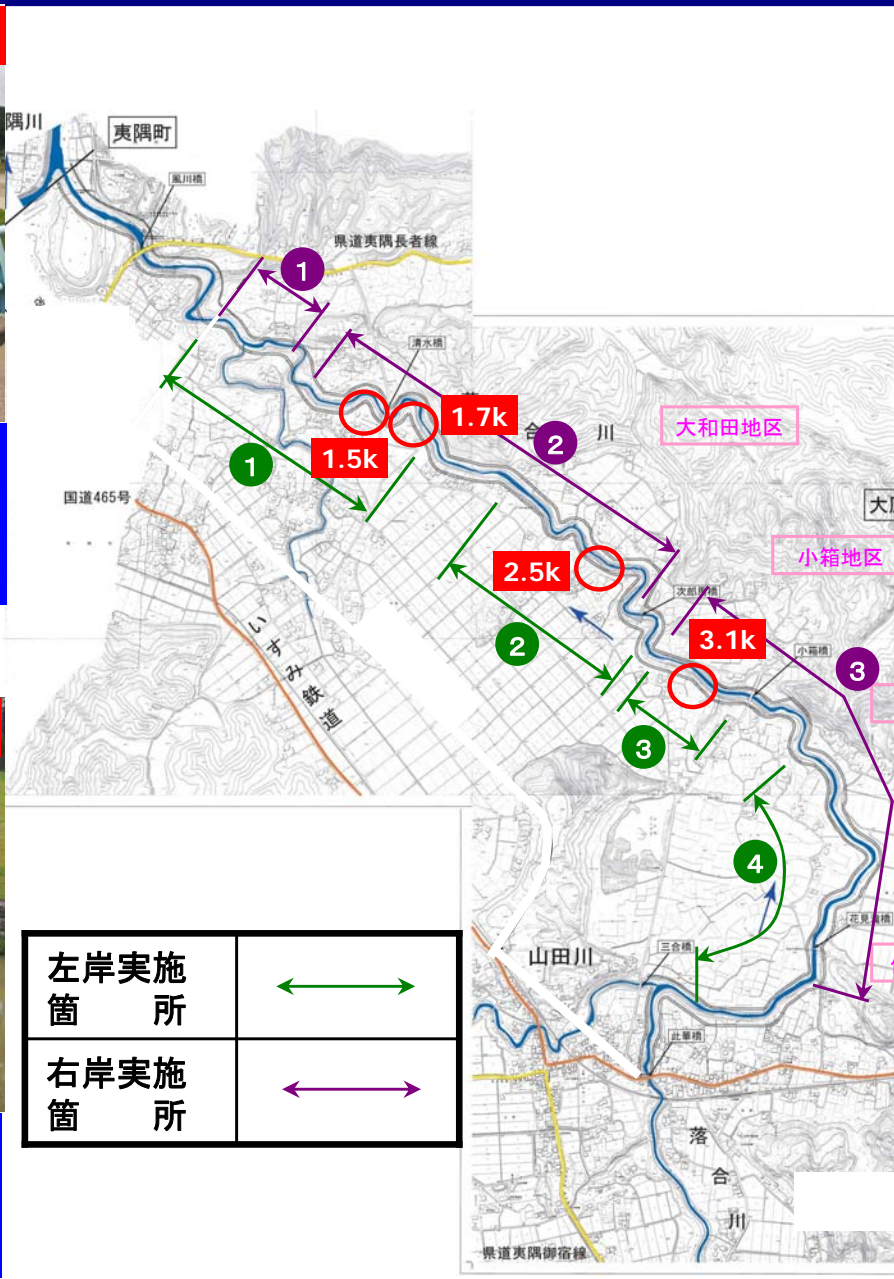 隅川
夷隅町
風川橋
県道夷隅長者線
1
清水橋
1.7k
2
川
合
大和田地区
1
1.5k
国道465号
大原
小箱地区
2.5k
次郎馬橋
3.1k
小箱橋
2
3
いすみ鉄道
3
4
花見橋
山田川
三合橋
此華橋
左岸実施
箇　所
右岸実施
箇　所
落
合
川
県道夷隅御宿線